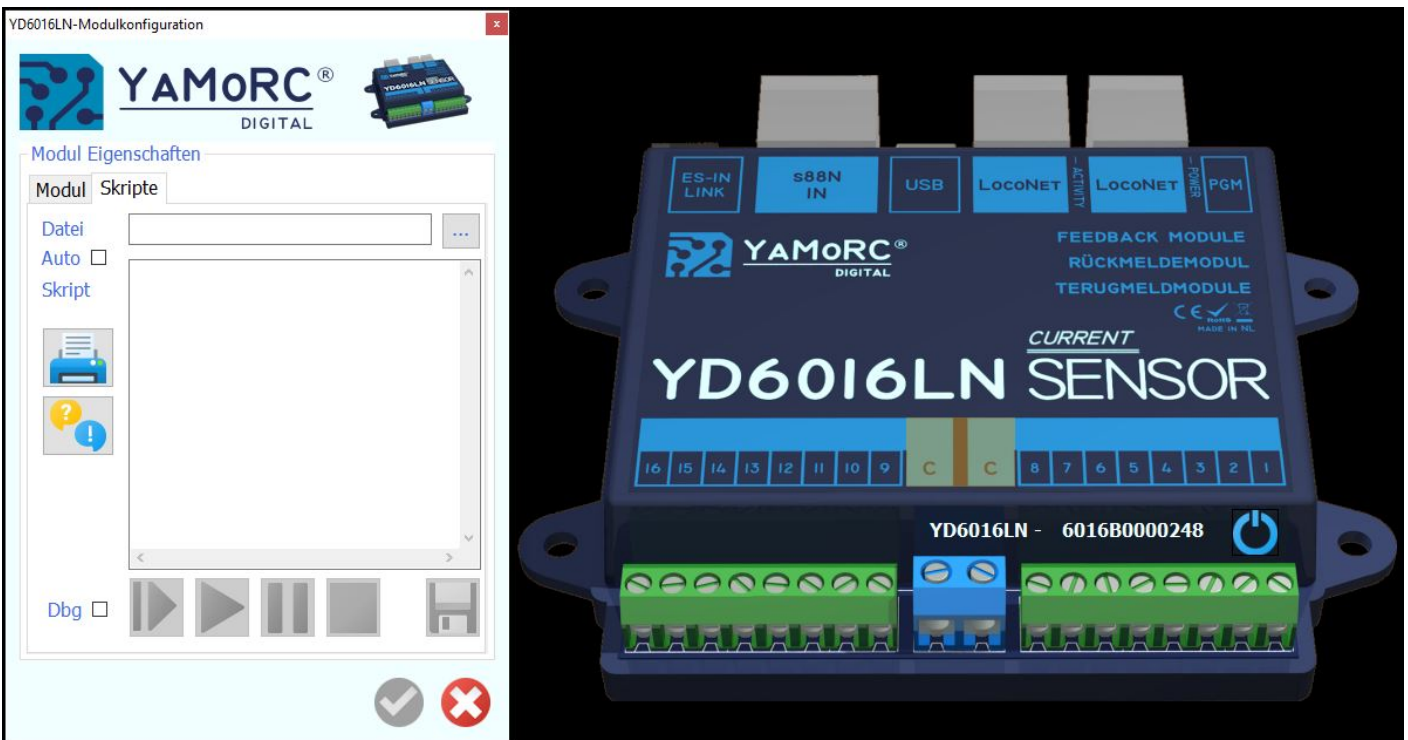 YD6016LN-Modulkonfiguration
x
YAMORC®
DIGITAL
Modul Eigenschaften
Modul Skripte
Datei
...
Auto
Skript
?
!
Dbg
ES-IN
LINK
s88N
IN
USB
LOCONET
- ACTIVITY
LOCONET
- POWER
PGM
YAMORC®
DIGITAL
FEEDBACK MODULE
RÜCKMELDEMODUL
TERUGMELDMODULE
CE RoHS
MADE IN NL
CURRENT
YD6016LN SENSOR
16 15 14 13 12 11 10 9 C C 8 7 6 5 4 3 2 1
YD6016LN - 6016B0000248